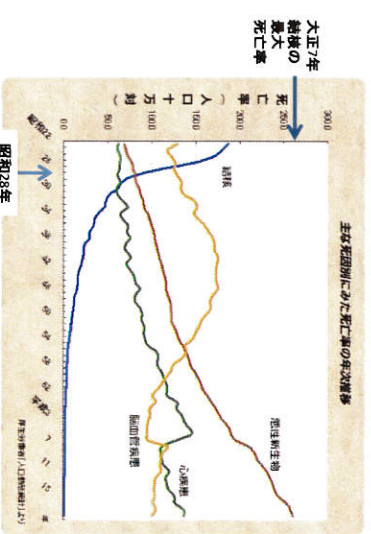 主な死因別にみた死亡率の年次推移
大正7年
結核の
最大
死亡率
死亡率（人口十万対）
300.0
250.0
200.0
150.0
100.0
50.0
0.0
結核
悪性新生物
心疾患
脳血管疾患
昭和22
昭和28年
厚生労働省「人口動態統計」より